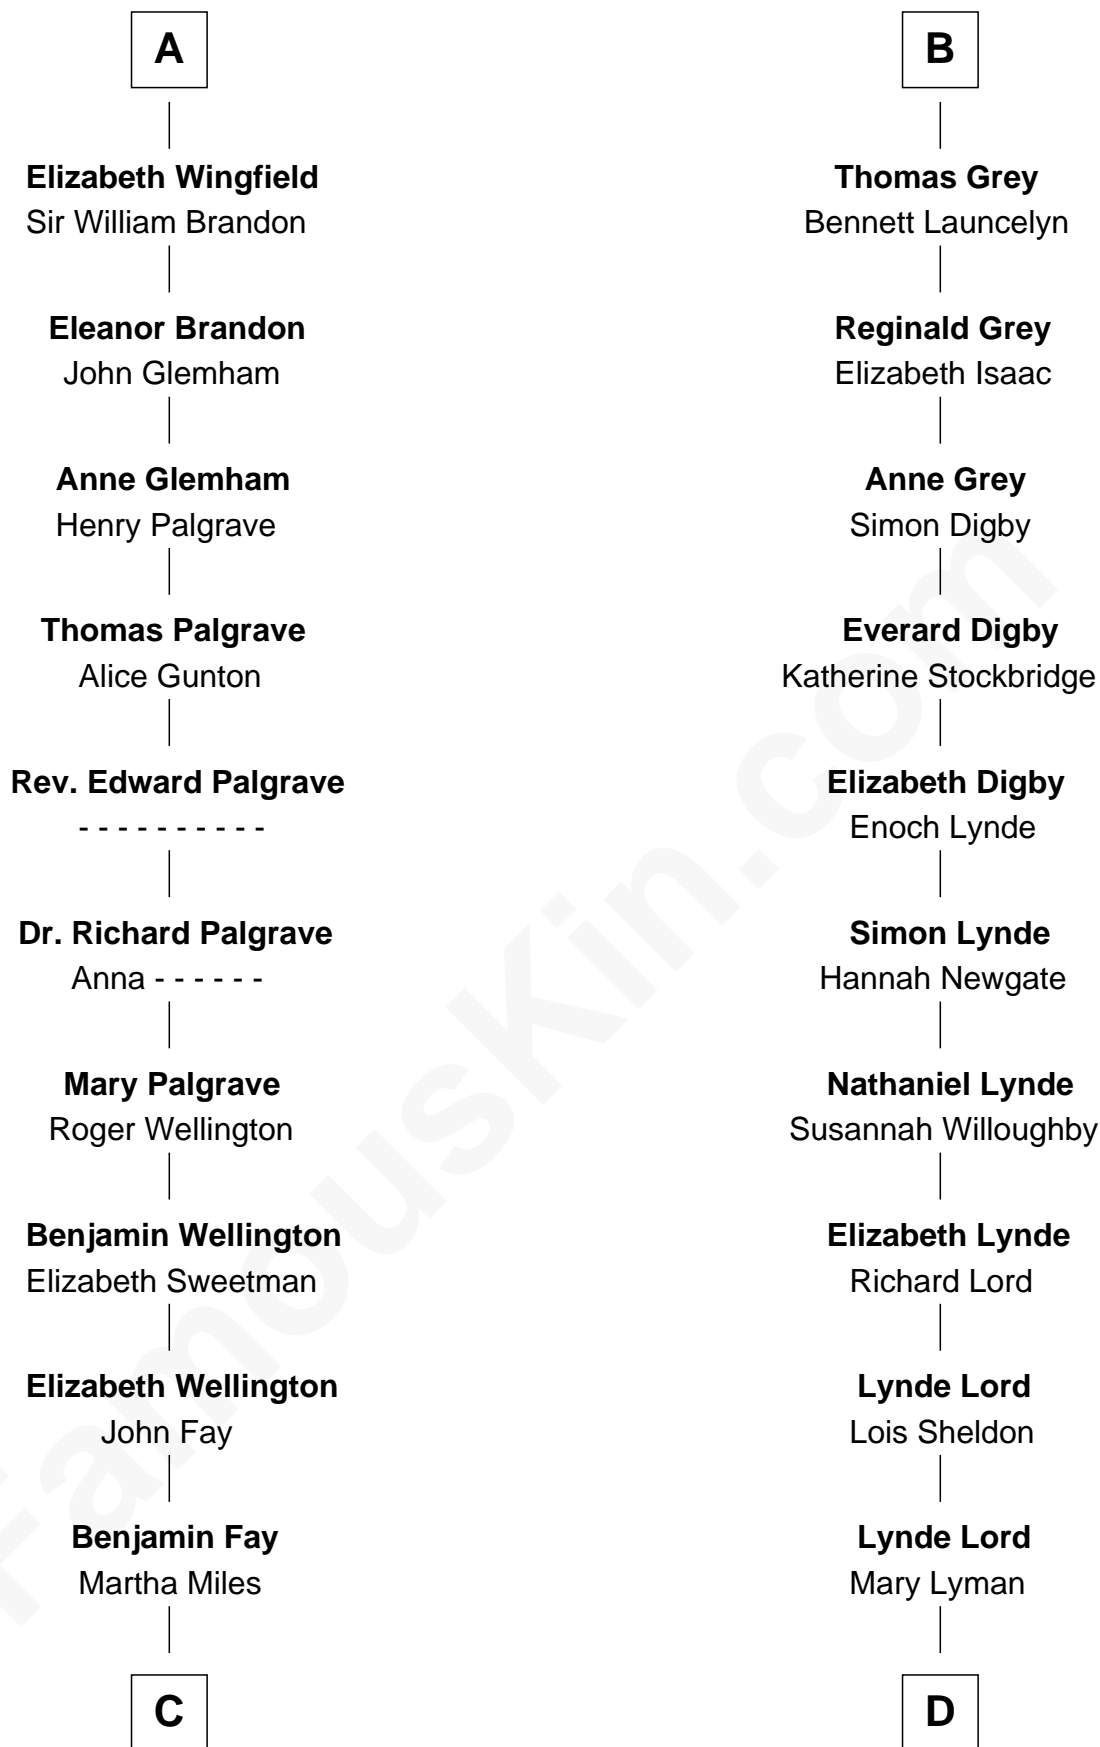 A
Elizabeth Wingfield
Sir William Brandon
Eleanor Brandon
John Glemham
Anne Glemham
Henry Palgrave
Thomas Palgrave
Alice Gunton
Rev. Edward Palgrave
- - - - - - - - - -
Dr. Richard Palgrave
Anna - - - - - -
Mary Palgrave
Roger Wellington
Benjamin Wellington
Elizabeth Sweetman
Elizabeth Wellington
John Fay
Benjamin Fay
Martha Miles
C
B
Thomas Grey
Bennett Launcelyn
Reginald Grey
Elizabeth Isaac
Anne Grey
Simon Digby
Everard Digby
Katherine Stockbridge
Elizabeth Digby
Enoch Lynde
Simon Lynde
Hannah Newgate
Nathaniel Lynde
Susannah Willoughby
Elizabeth Lynde
Richard Lord
Lynde Lord
Lois Sheldon
Lynde Lord
Mary Lyman
D
FamousKin.com